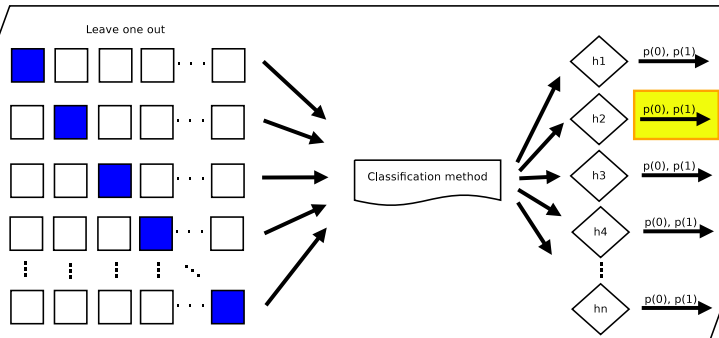 Leave one out
Classification method
h1
p(0), p(1)
h2
p(0), p(1)
h3
p(0), p(1)
h4
p(0), p(1)
hn
p(0), p(1)